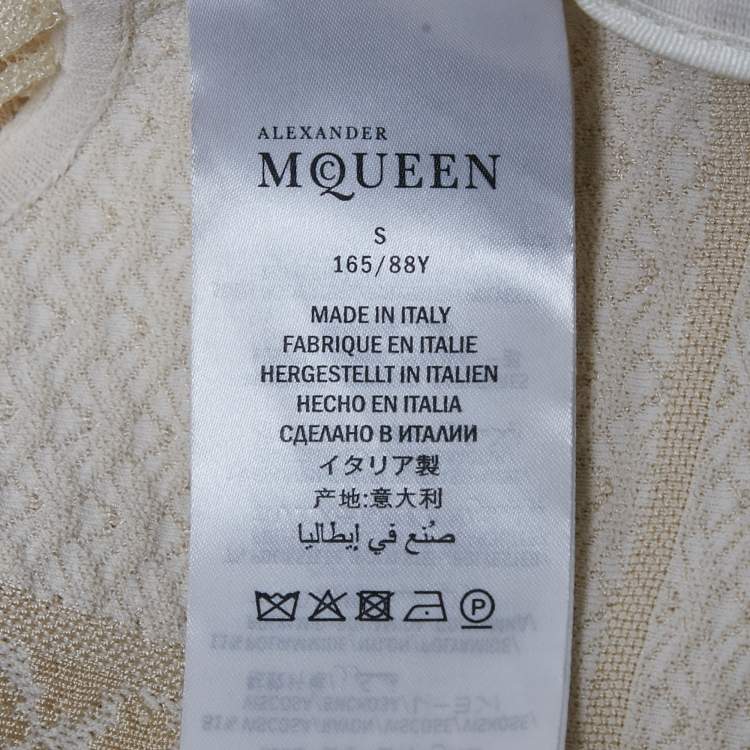 ALEXANDER
McQUEEN
S
165/88Y
MADE IN ITALY
FABRIQUE EN ITALIE
HERGESTELLT IN ITALIEN
HECHO EN ITALIA
СДЕЛАНО В ИТАЛИИ
イタリア製
产地:意大利
صُنع في إيطاليا
P